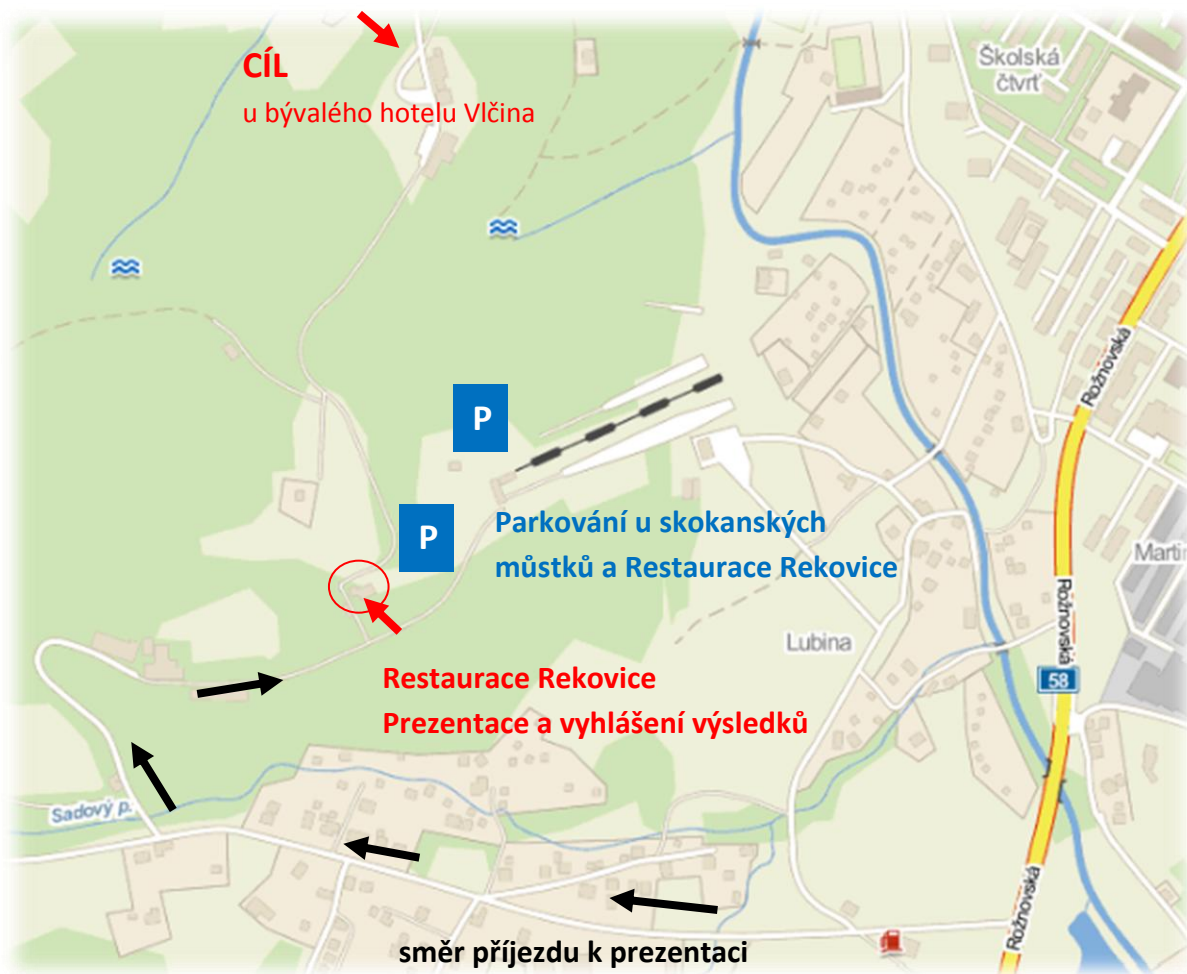 CÍL
u bývalého hotelu Vlčina
Školská
čtvrť
Rožnovská
P
P
Parkování u skokanských
můstků a Restaurace Rekovice
Rožnovská
Lubina
58
Restaurace Rekovice
Prezentace a vyhlášení výsledků
Sadový p.
Rožnovská
směr příjezdu k prezentaci